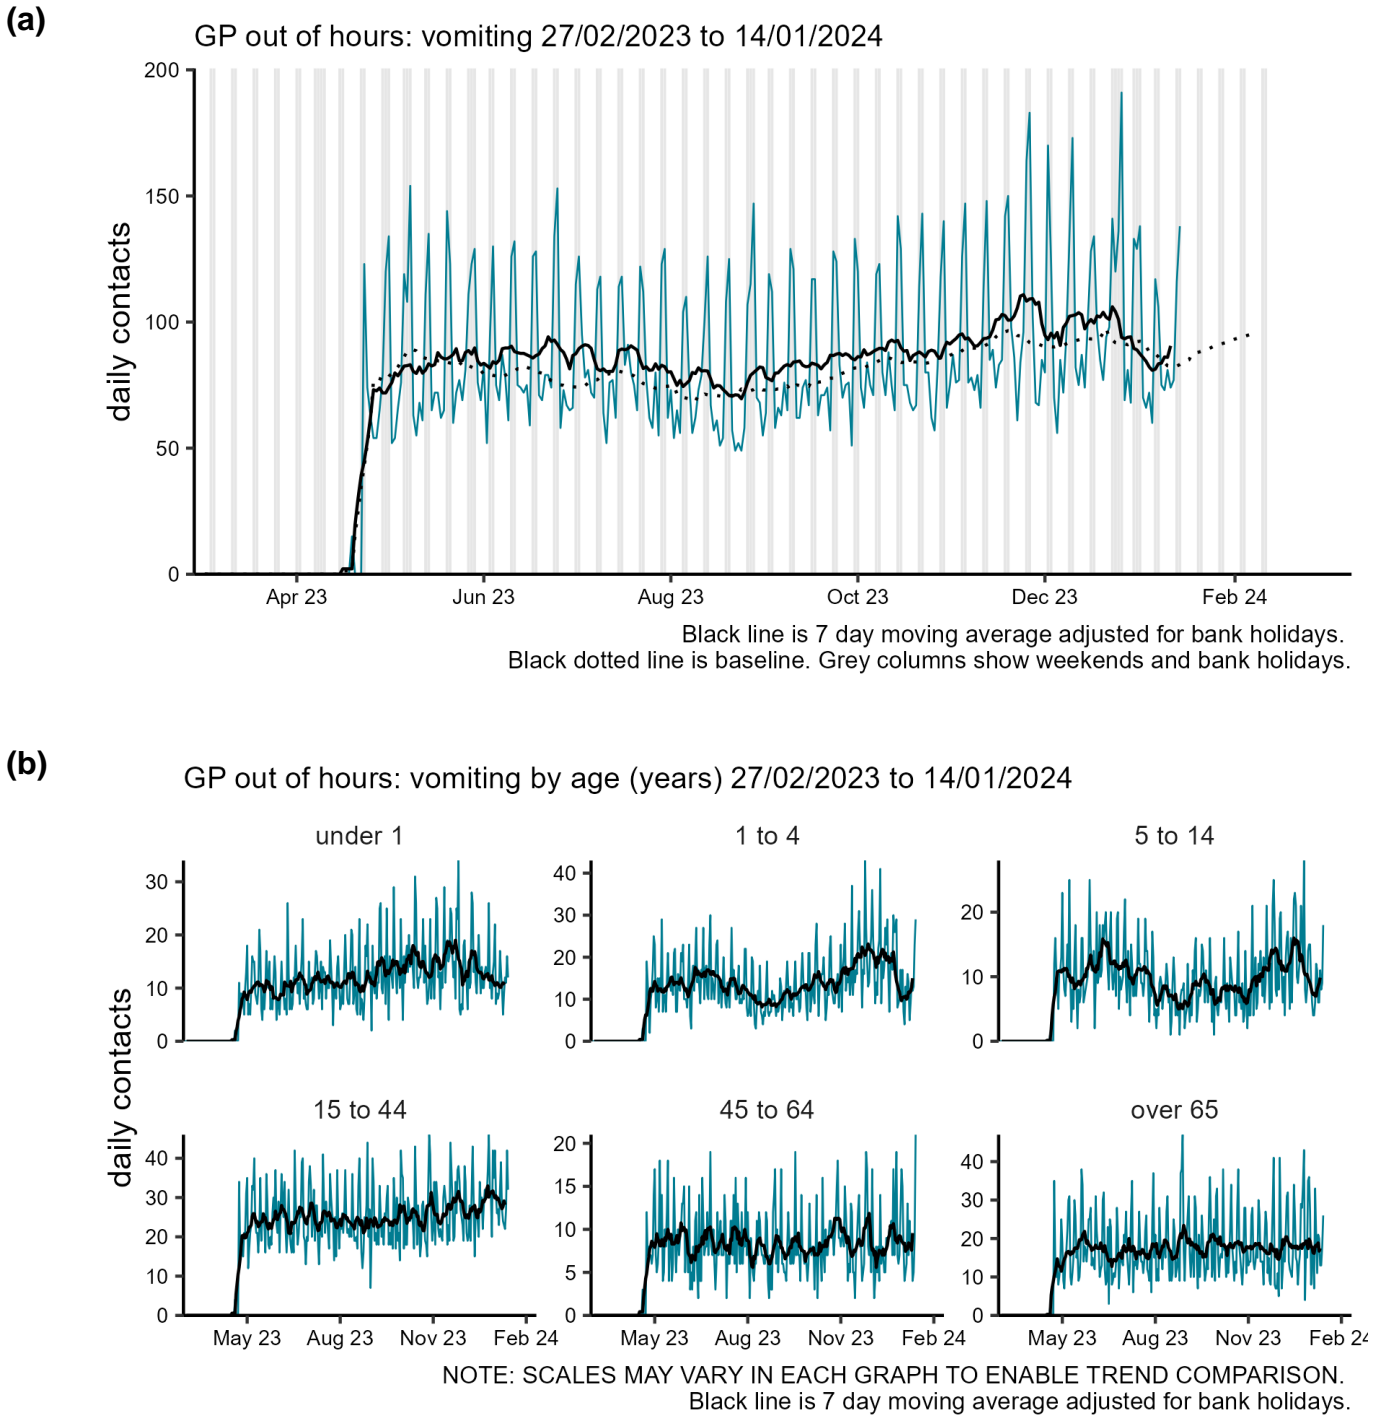 (a)
GP out of hours: vomiting 27/02/2023 to 14/01/2024
daily contacts
200
150
100
50
0
Apr 23 Jun 23 Aug 23 Oct 23 Dec 23 Feb 24
Black line is 7 day moving average adjusted for bank holidays.
Black dotted line is baseline. Grey columns show weekends and bank holidays.
(b)
GP out of hours: vomiting by age (years) 27/02/2023 to 14/01/2024
daily contacts
under 1
30
20
10
0
1 to 4
40
30
20
10
0
5 to 14
20
10
0
15 to 44
40
30
20
10
0
May 23 Aug 23 Nov 23 Feb 24
45 to 64
20
15
10
5
0
May 23 Aug 23 Nov 23 Feb 24
over 65
40
30
20
10
0
May 23 Aug 23 Nov 23 Feb 24
NOTE: SCALES MAY VARY IN EACH GRAPH TO ENABLE TREND COMPARISON.
Black line is 7 day moving average adjusted for bank holidays.